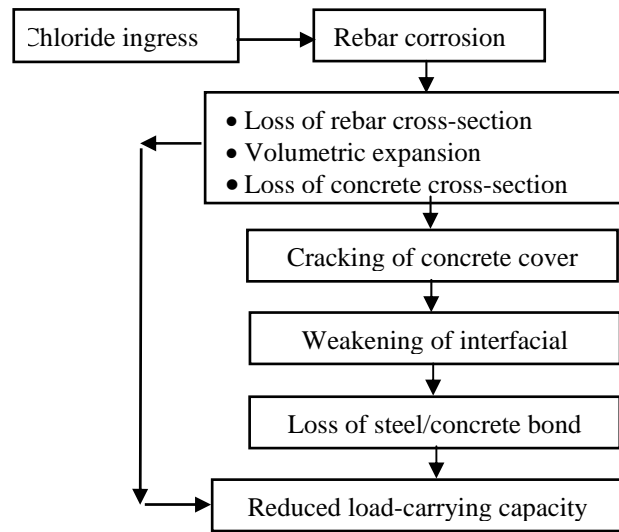 Chloride ingress
Rebar corrosion
• Loss of rebar cross-section
• Volumetric expansion
• Loss of concrete cross-section
Cracking of concrete cover
Weakening of interfacial
Loss of steel/concrete bond
Reduced load-carrying capacity